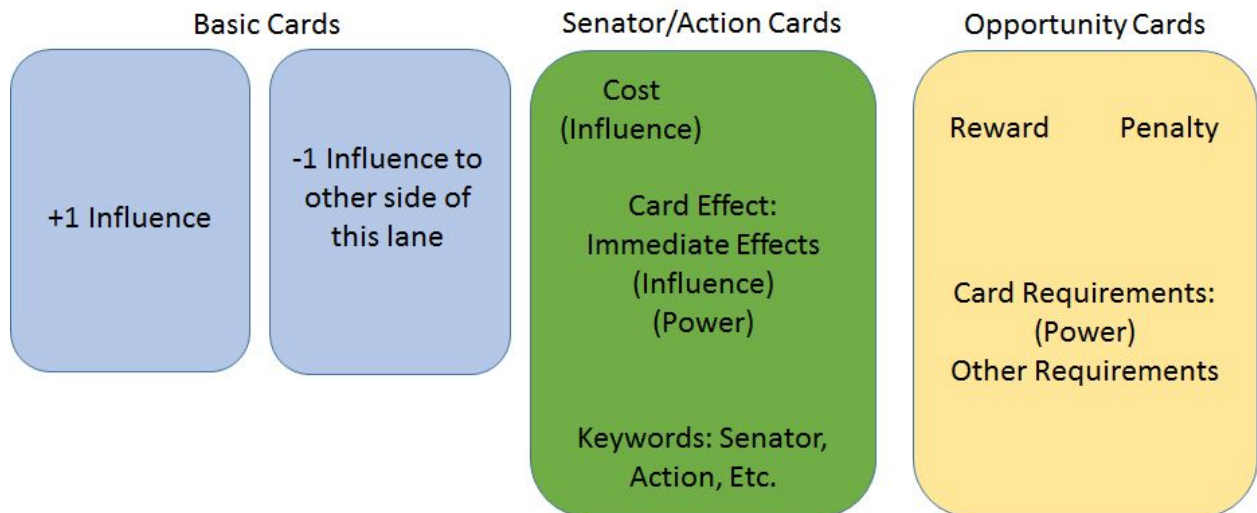 Basic Cards
Senator/Action Cards
Opportunity Cards
+1 Influence
-1 Influence to
other side of
this lane
Cost
(Influence)
Card Effect:
Immediate Effects
(Influence)
(Power)
Keywords: Senator,
Action, Etc.
Reward
Penalty
Card Requirements:
(Power)
Other Requirements